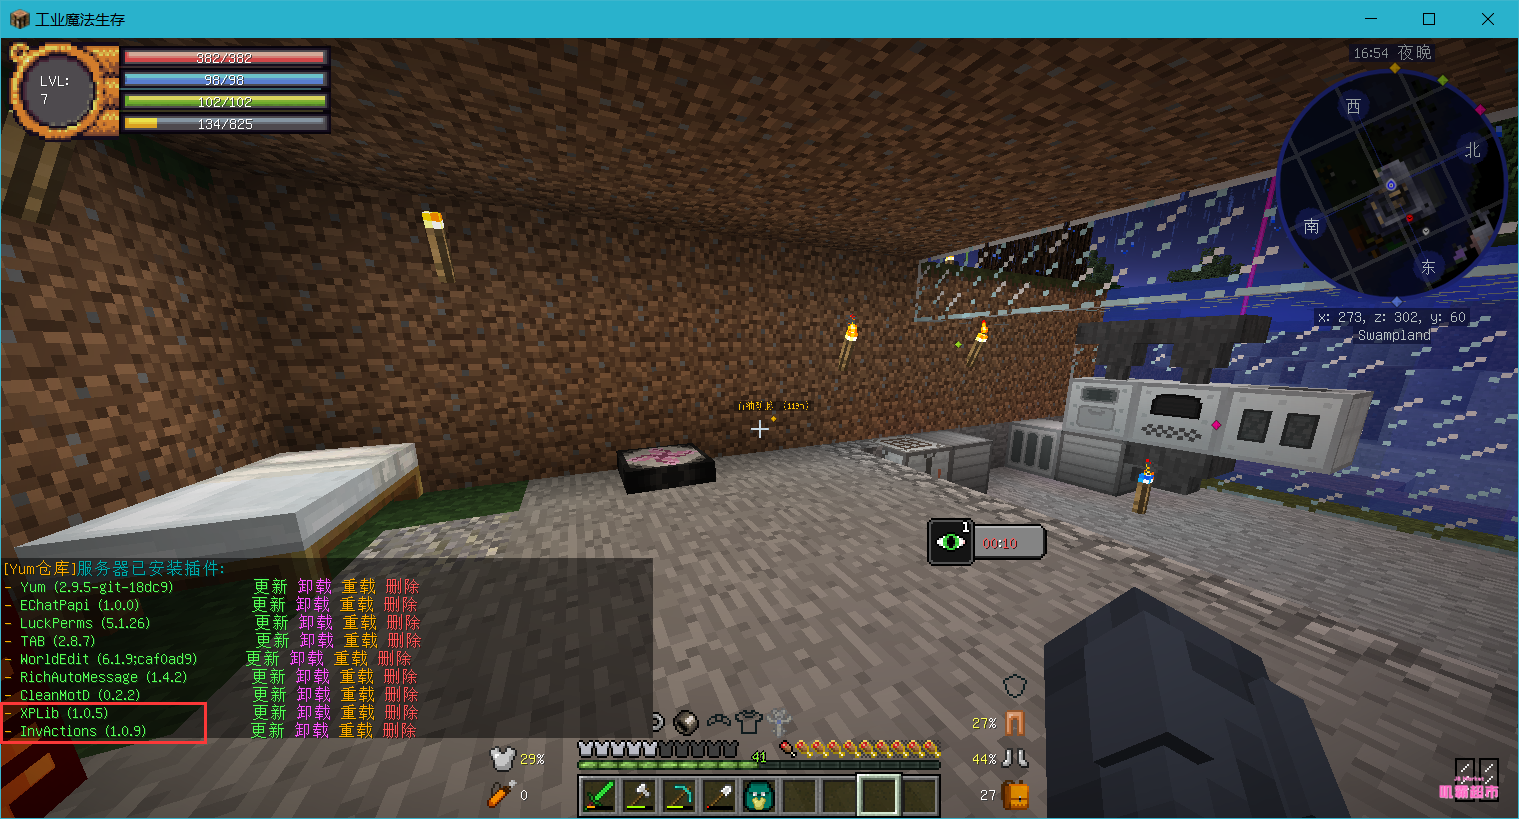 工业魔法生存
LVL:
7
382/382
98/98
102/102
134/825
16:54 夜晚
西
北
南
东
x: 273, z: 302, y: 60
Swampland
1
00:10
[Yum仓库]服务器已安装插件:
- Yum (2.9.5-git-18dc9) 更新 卸载 重载 删除
- EChatPapi (1.0.0) 更新 卸载 重载 删除
- LuckPerms (5.1.26) 更新 卸载 重载 删除
- TAB (2.8.7) 更新 卸载 重载 删除
- WorldEdit (6.1.9;caf0ad9) 更新 卸载 重载 删除
- RichAutoMessage (1.4.2) 更新 卸载 重载 删除
- CleanMotD (0.2.2) 更新 卸载 重载 删除
- XPLib (1.0.5) 更新 卸载 重载 删除
- InvActions (1.0.9) 更新 卸载 重载 删除
27%
29%
41
44%
0
27